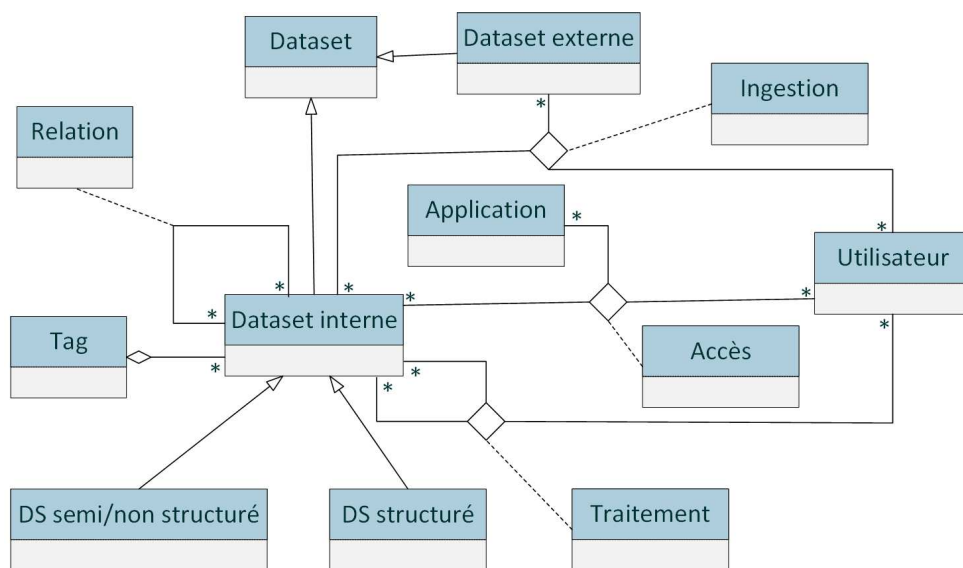 Dataset
Dataset externe
Ingestion
Relation
*
Application
*
*
Utilisateur
*
*
*
*
*
Dataset interne
*
*
Tag
*
*
*
Accès
DS semi/non structuré
DS structuré
Traitement